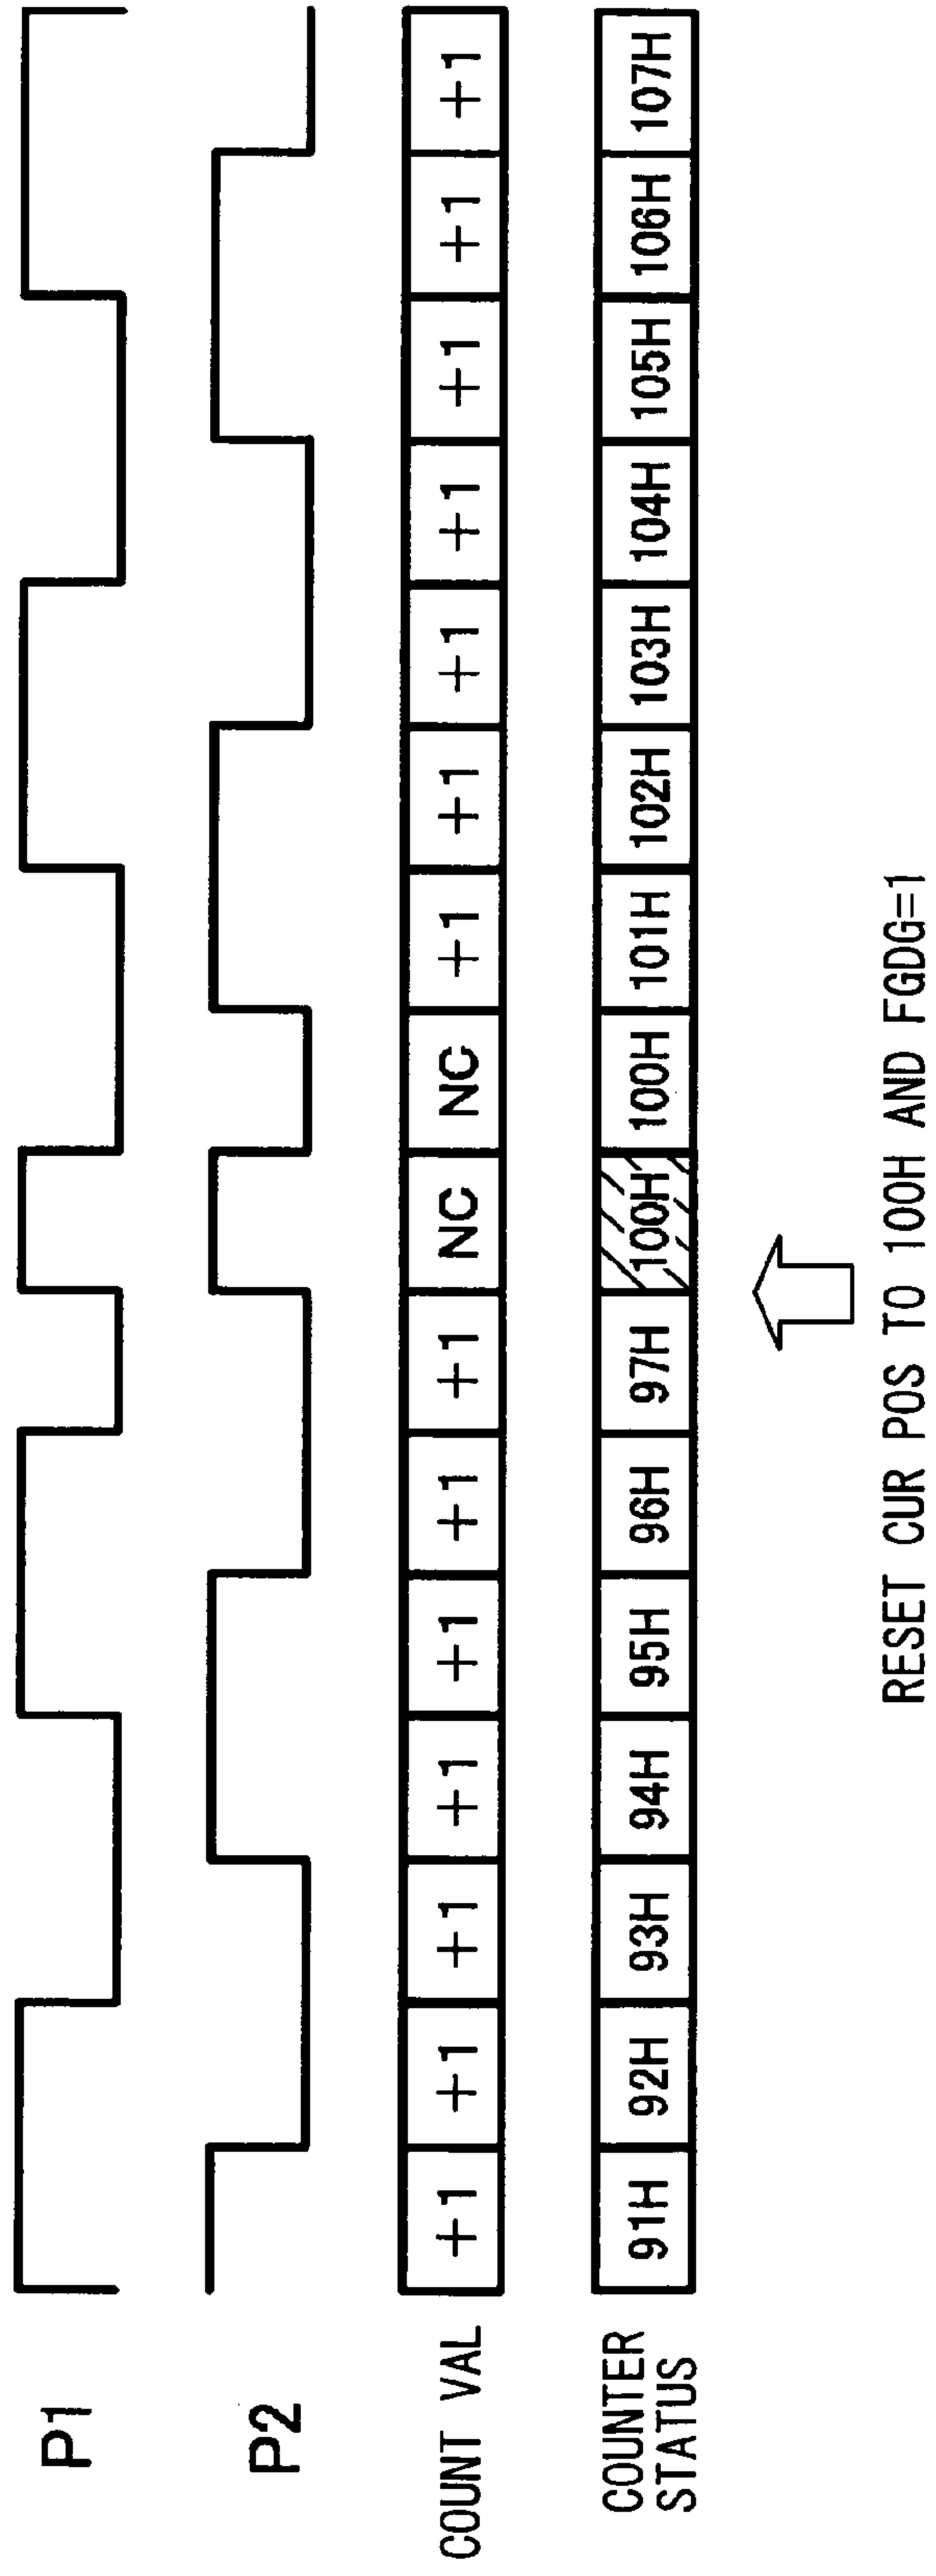 P1
P2
COUNT VAL +1 +1 +1 +1 +1 +1 +1 NC NC +1 +1 +1 +1 +1 +1 +1
COUNTER
STATUS
91H 92H 93H 94H 95H 96H 97H 100H 100H 101H 102H 103H 104H 105H 106H 107H
RESET CUR POS TO 100H AND FGDG=1